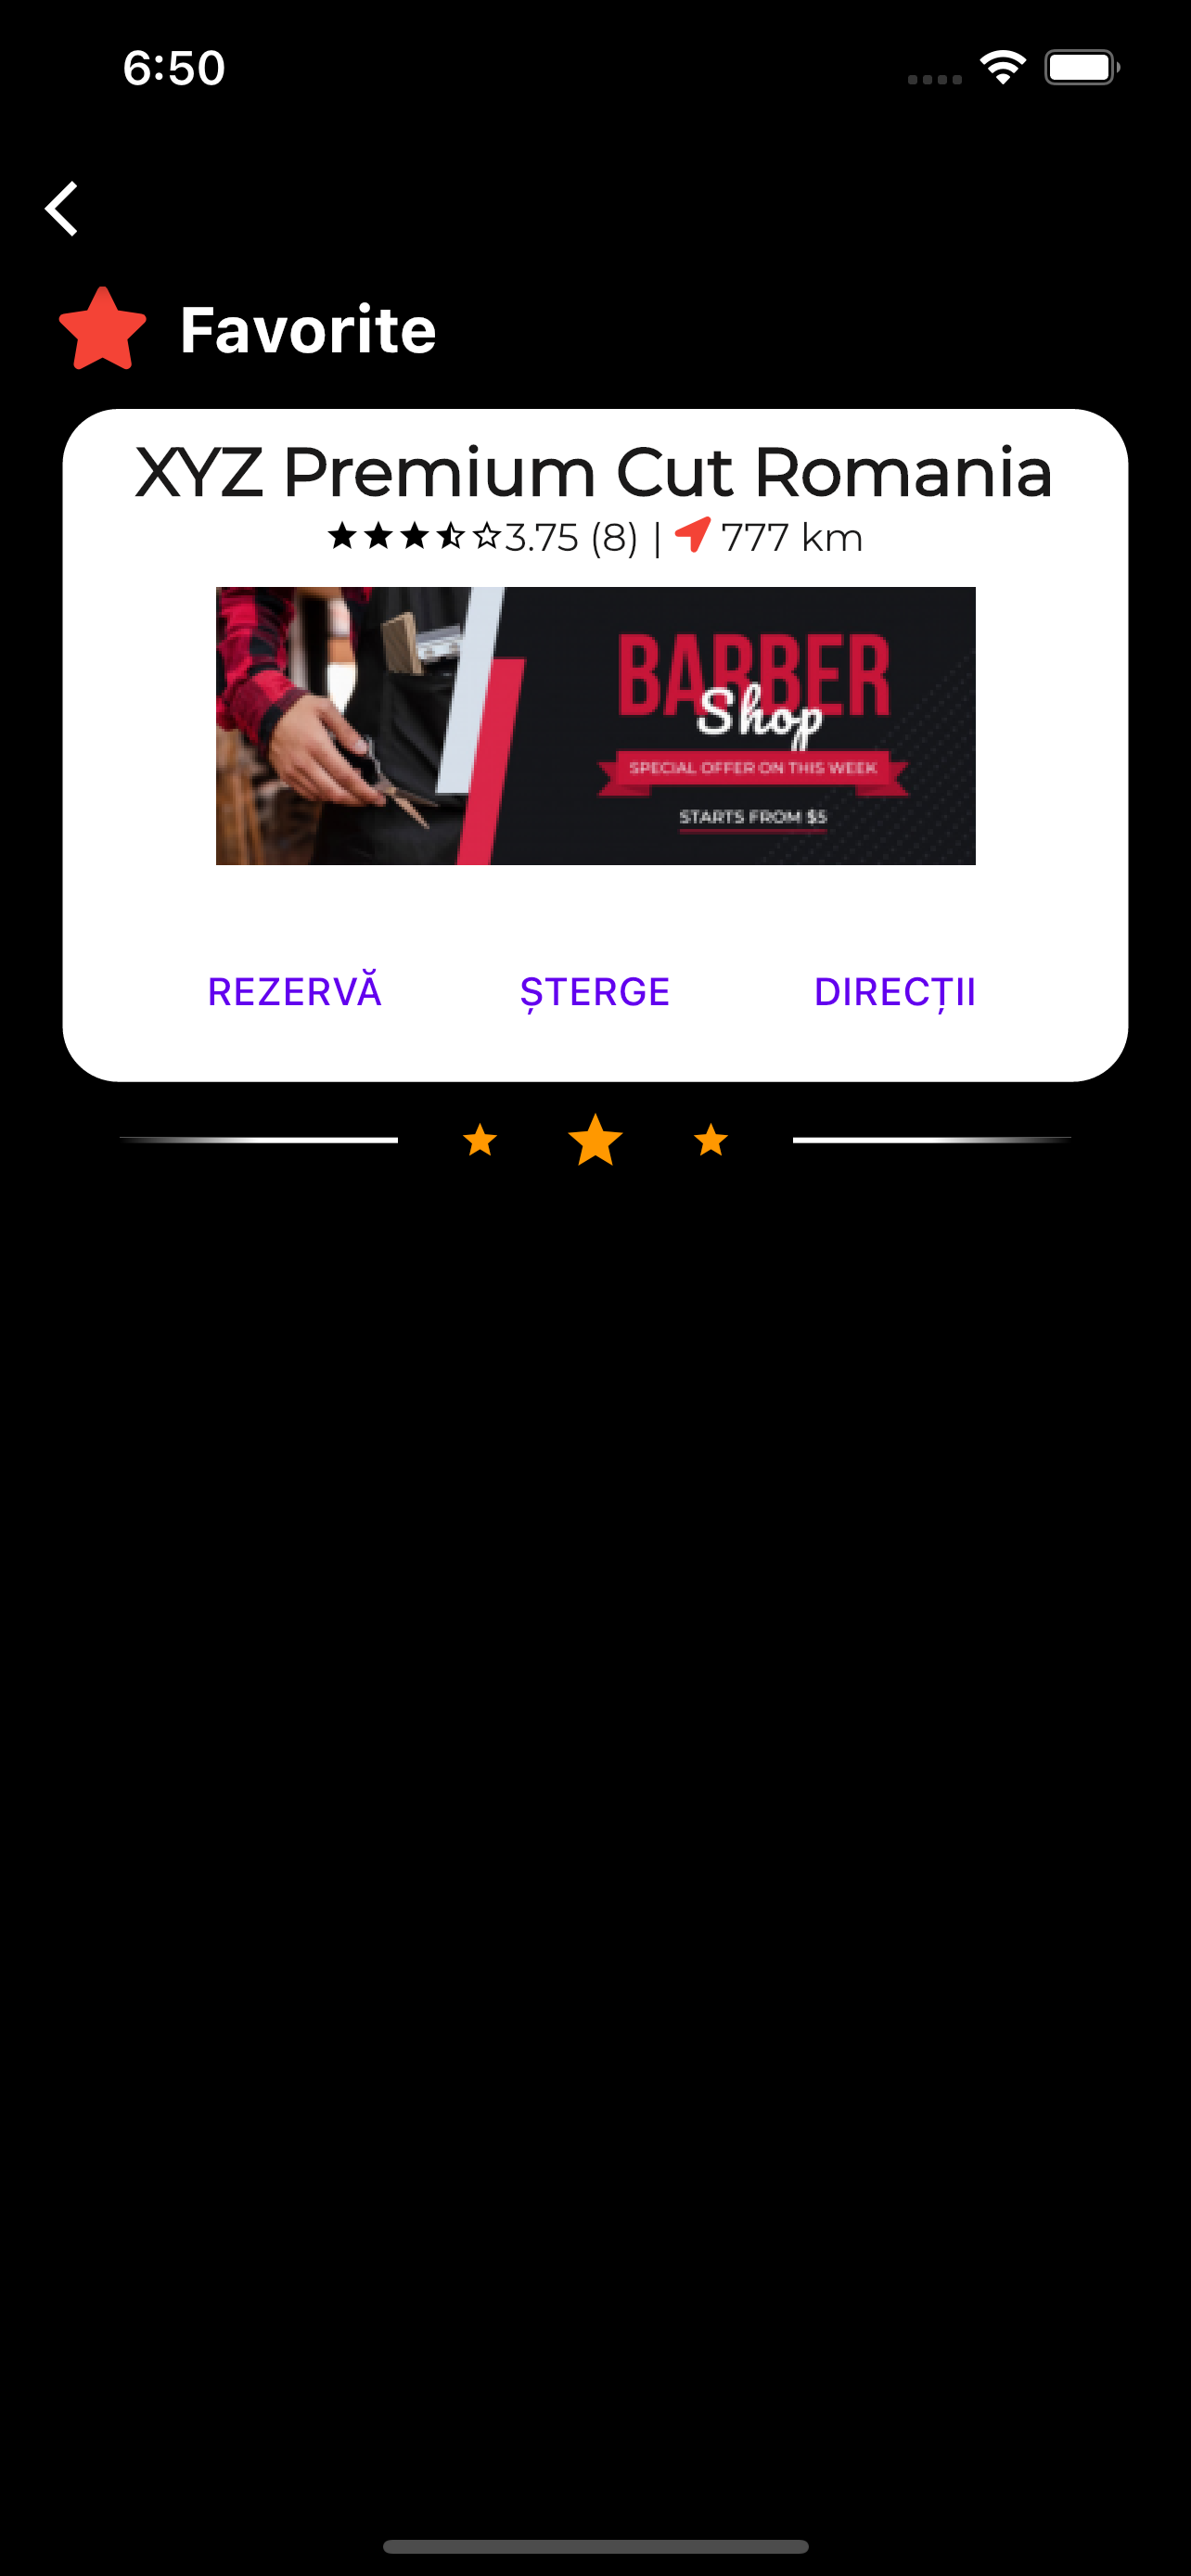 6:50
Favorite
XYZ Premium Cut Romania
3.75 (8) | 777 km
BARBER
Shop
SPECIAL OFFER ON THIS WEEK
STARTS FROM $5
REZERVĂ ȘTERGE DIRECȚII